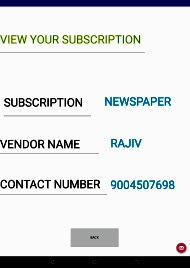 VIEW YOUR SUBSCRIPTION
SUBSCRIPTION NEWSPAPER
VENDOR NAME RAJIV
CONTACT NUMBER 9004507698
BACK